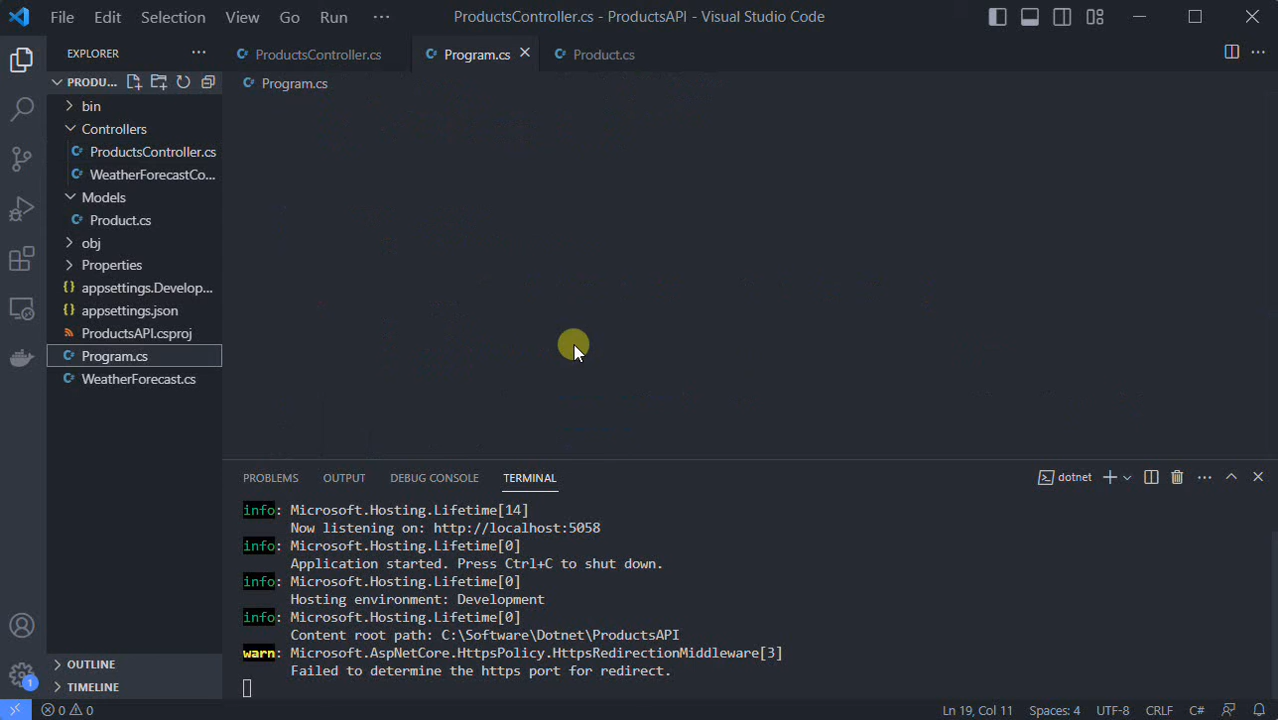 File Edit Selection View Go Run ··· ProductsController.cs - ProductsAPI - Visual Studio Code
EXPLORER ··· ProductsController.cs Program.cs Product.cs ···
PRODU... Program.cs
bin
Controllers
ProductsController.cs
WeatherForecastCo...
Models
Product.cs
obj
Properties
{} appsettings.Develop...
{} appsettings.json
ProductsAPI.csproj
Program.cs
WeatherForecast.cs
PROBLEMS OUTPUT DEBUG CONSOLE TERMINAL dotnet ···
info: Microsoft.Hosting.Lifetime[14]
Now listening on: http://localhost:5058
info: Microsoft.Hosting.Lifetime[0]
Application started. Press Ctrl+C to shut down.
info: Microsoft.Hosting.Lifetime[0]
Hosting environment: Development
info: Microsoft.Hosting.Lifetime[0]
Content root path: C:\Software\Dotnet\ProductsAPI
warn: Microsoft.AspNetCore.HttpsPolicy.HttpsRedirectionMiddleware[3]
Failed to determine the https port for redirect.
OUTLINE
TIMELINE
1
0 0 Ln 19, Col 11 Spaces: 4 UTF-8 CRLF C#